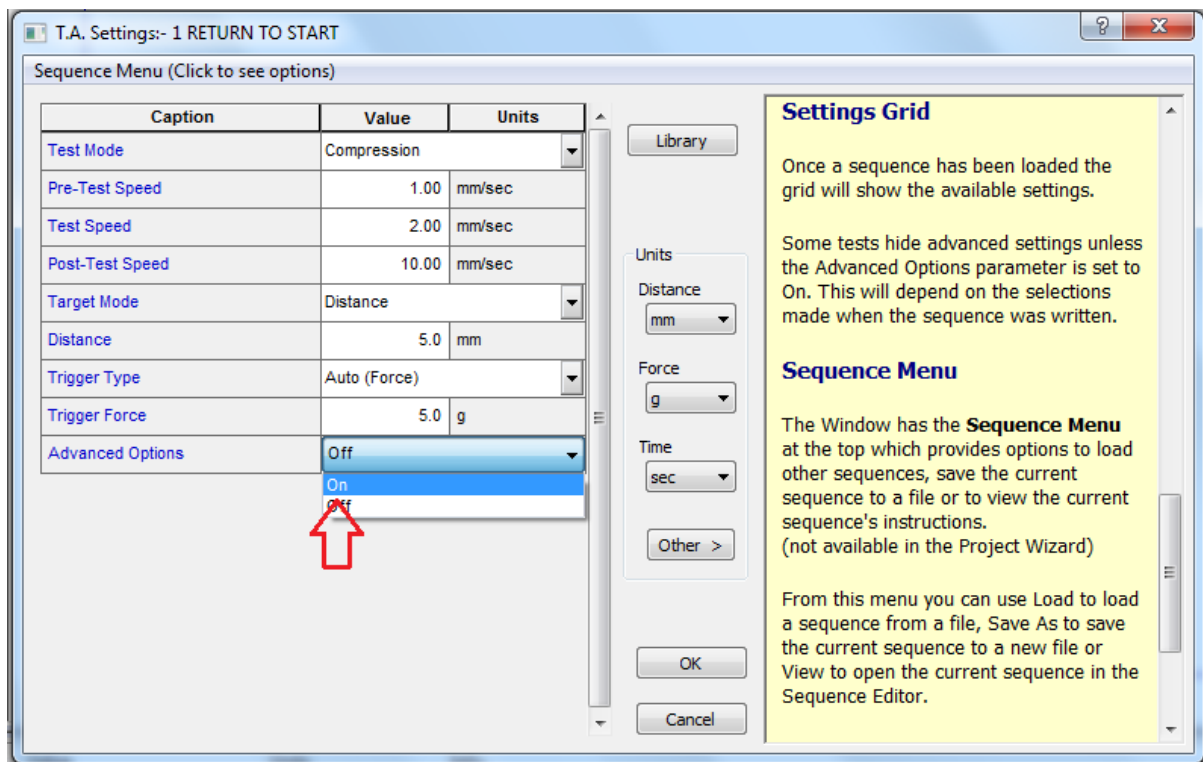 T.A. Settings:- 1 RETURN TO START
Sequence Menu (Click to see options)
Caption Value Units
Test Mode Compression
Pre-Test Speed 1.00 mm/sec
Test Speed 2.00 mm/sec
Post-Test Speed 10.00 mm/sec
Target Mode Distance
Distance 5.0 mm
Trigger Type Auto (Force)
Trigger Force 5.0 g
Advanced Options Off
On
Off
Library
Units
Distance
mm
Force
g
Time
sec
Other >
OK
Cancel
Settings Grid
Once a sequence has been loaded the
grid will show the available settings.
Some tests hide advanced settings unless
the Advanced Options parameter is set to
On. This will depend on the selections
made when the sequence was written.
Sequence Menu
The Window has the Sequence Menu
at the top which provides options to load
other sequences, save the current
sequence to a file or to view the current
sequence's instructions.
(not available in the Project Wizard)
From this menu you can use Load to load
a sequence from a file, Save As to save
the current sequence to a new file or
View to open the current sequence in the
Sequence Editor.